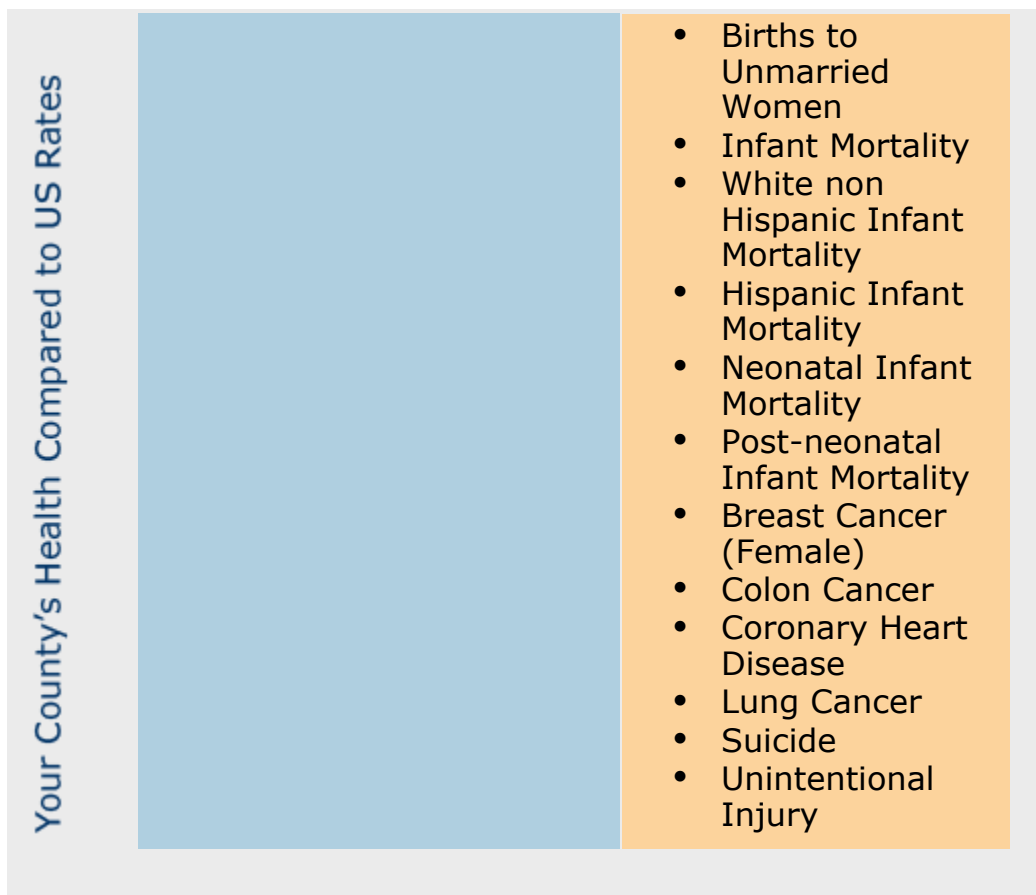 Your County's Health Compared to US Rates
• Births to
Unmarried
Women
• Infant Mortality
• White non
Hispanic Infant
Mortality
• Hispanic Infant
Mortality
• Neonatal Infant
Mortality
• Post-neonatal
Infant Mortality
• Breast Cancer
(Female)
• Colon Cancer
• Coronary Heart
Disease
• Lung Cancer
• Suicide
• Unintentional
Injury